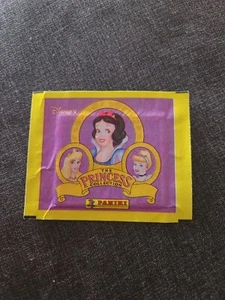 Disney's
THE
PRINCESS
COLLECTION
PANINI